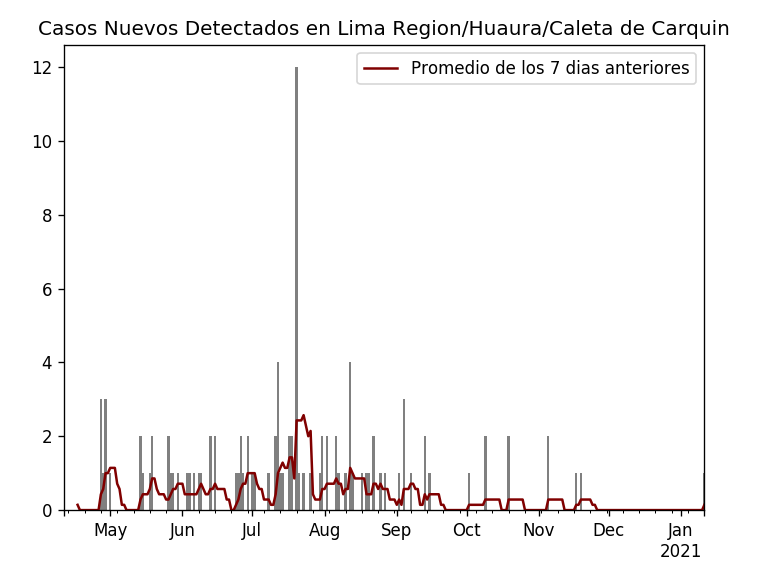 Casos Nuevos Detectados en Lima Region/Huaura/Caleta de Carquin
Promedio de los 7 dias anteriores
12
10
8
6
4
2
0
May Jun Jul Aug Sep Oct Nov Dec Jan
2021